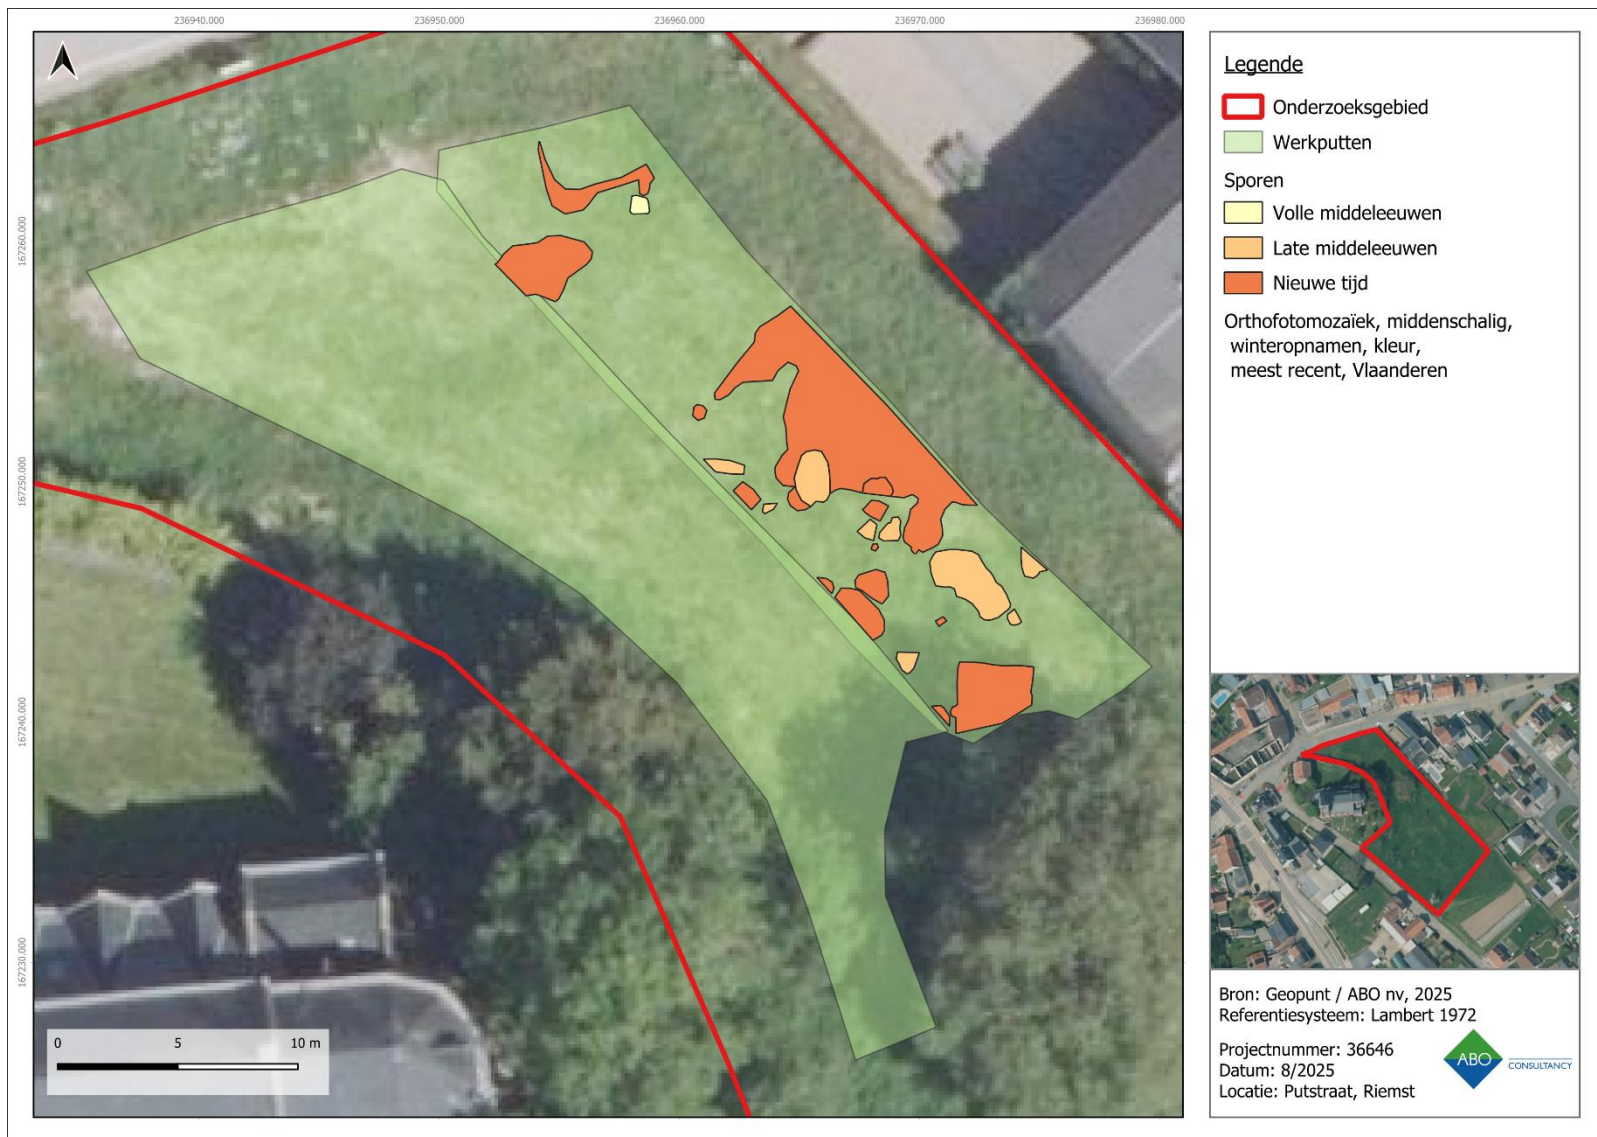 236940.000 236950.000 236960.000 236970.000 236980.000
167260.000
167250.000
167240.000
167230.000
0 5 10 m
Legende
Onderzoeksgebied
Werkputten
Sporen
Volle middeleeuwen
Late middeleeuwen
Nieuwe tijd
Orthofotomozaïek, middenschalig,
winteropnamen, kleur,
meest recent, Vlaanderen
Bron: Geopunt / ABO nv, 2025
Referentiesysteem: Lambert 1972
Projectnummer: 36646
Datum: 8/2025
Locatie: Putstraat, Riemst
ABO
CONSULTANCY